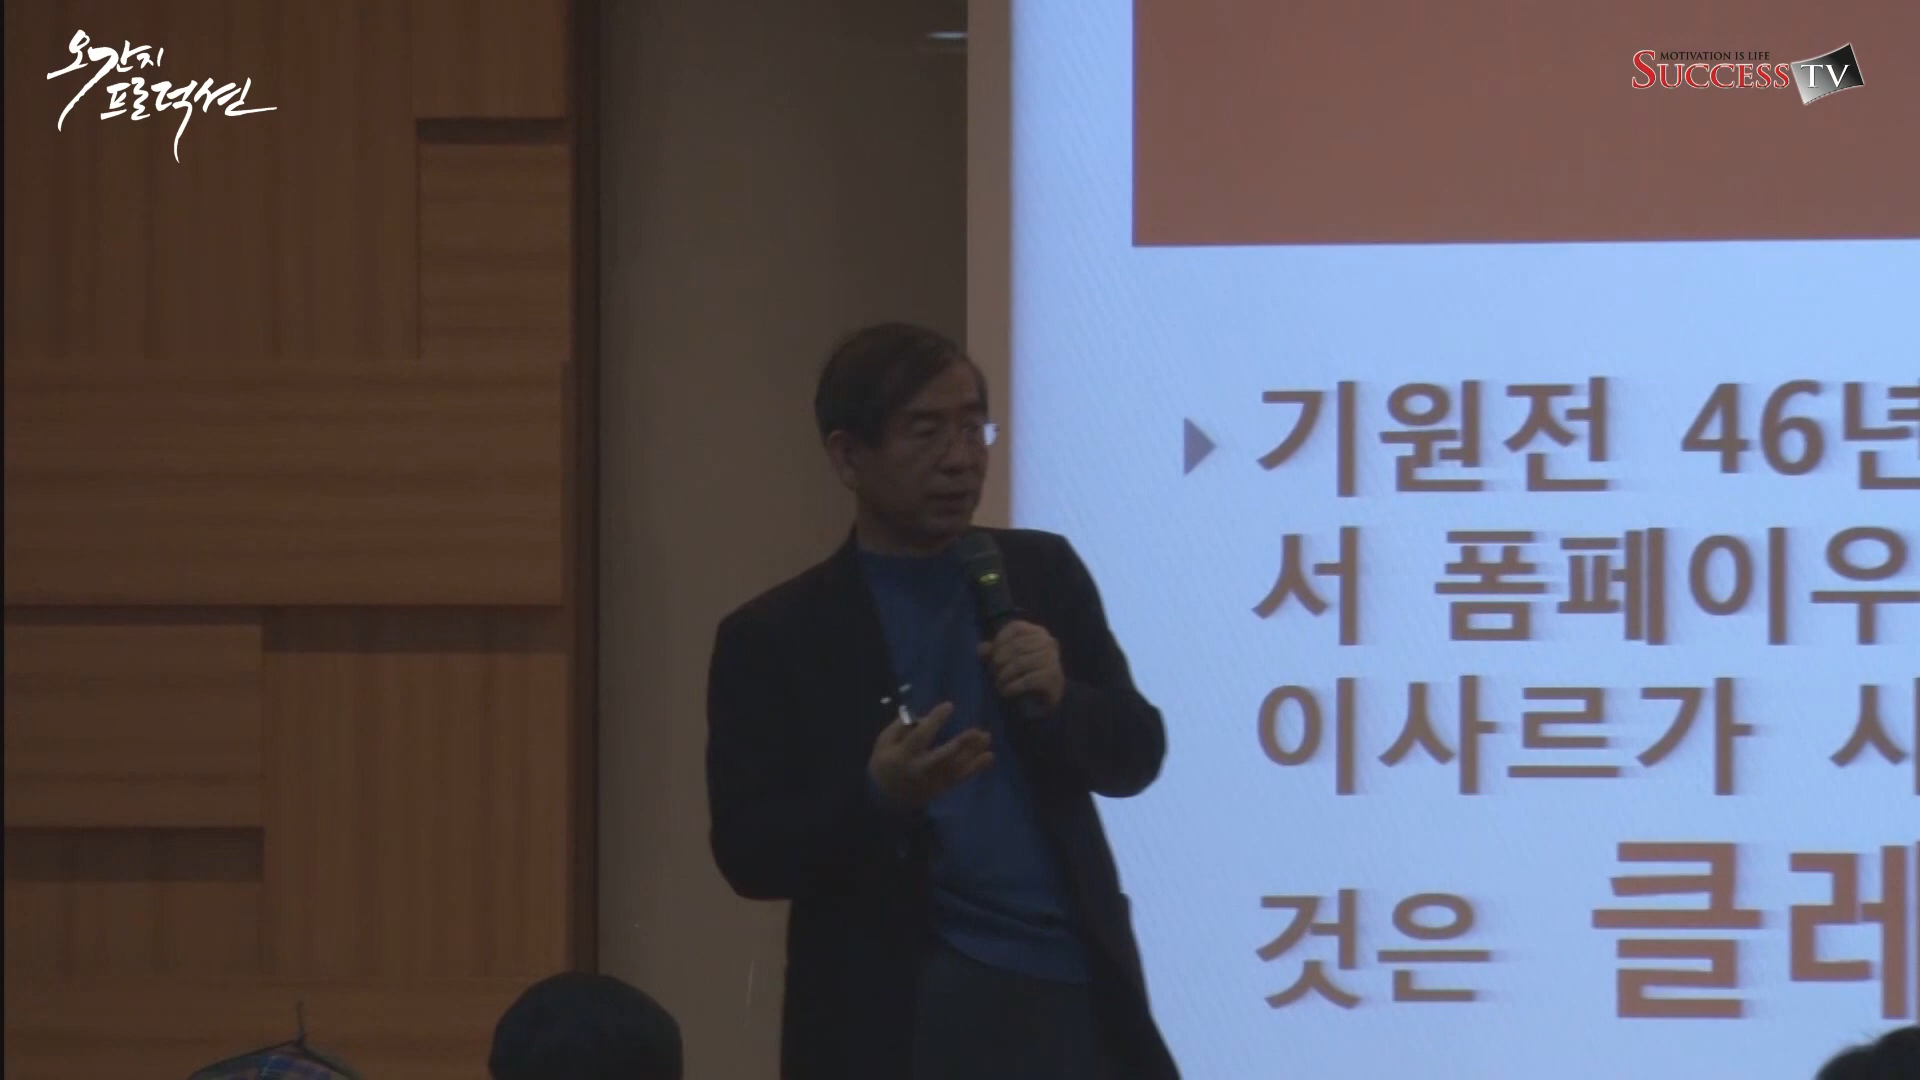 오간지
프로덕션
MOTIVATION IS LIFE
SUCCESS TV
기원전 46년
서 폼페이우
이사르가 사
것은 클레